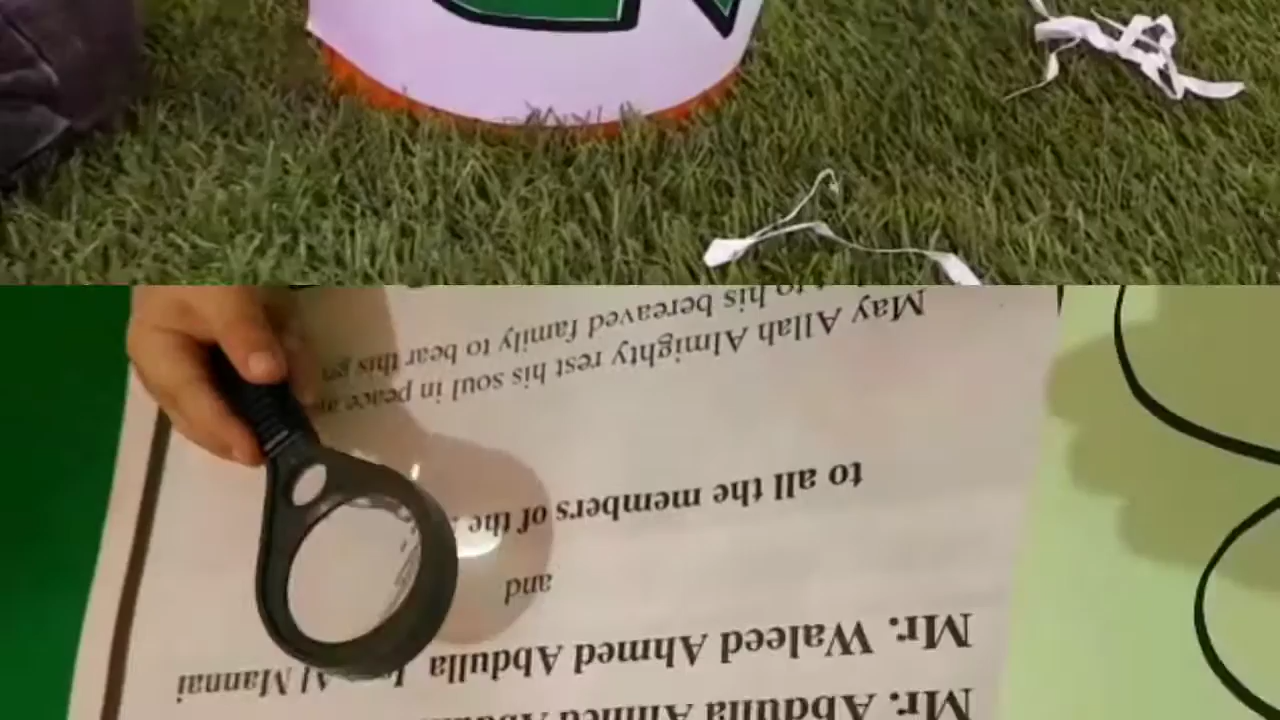 Mr. Abdulla Ahmed
Mr. Waleed Ahmed Abdulla Al Mannai
and
to all the members of the
May Allah Almighty rest his soul in peace
to his bereaved family to bear this